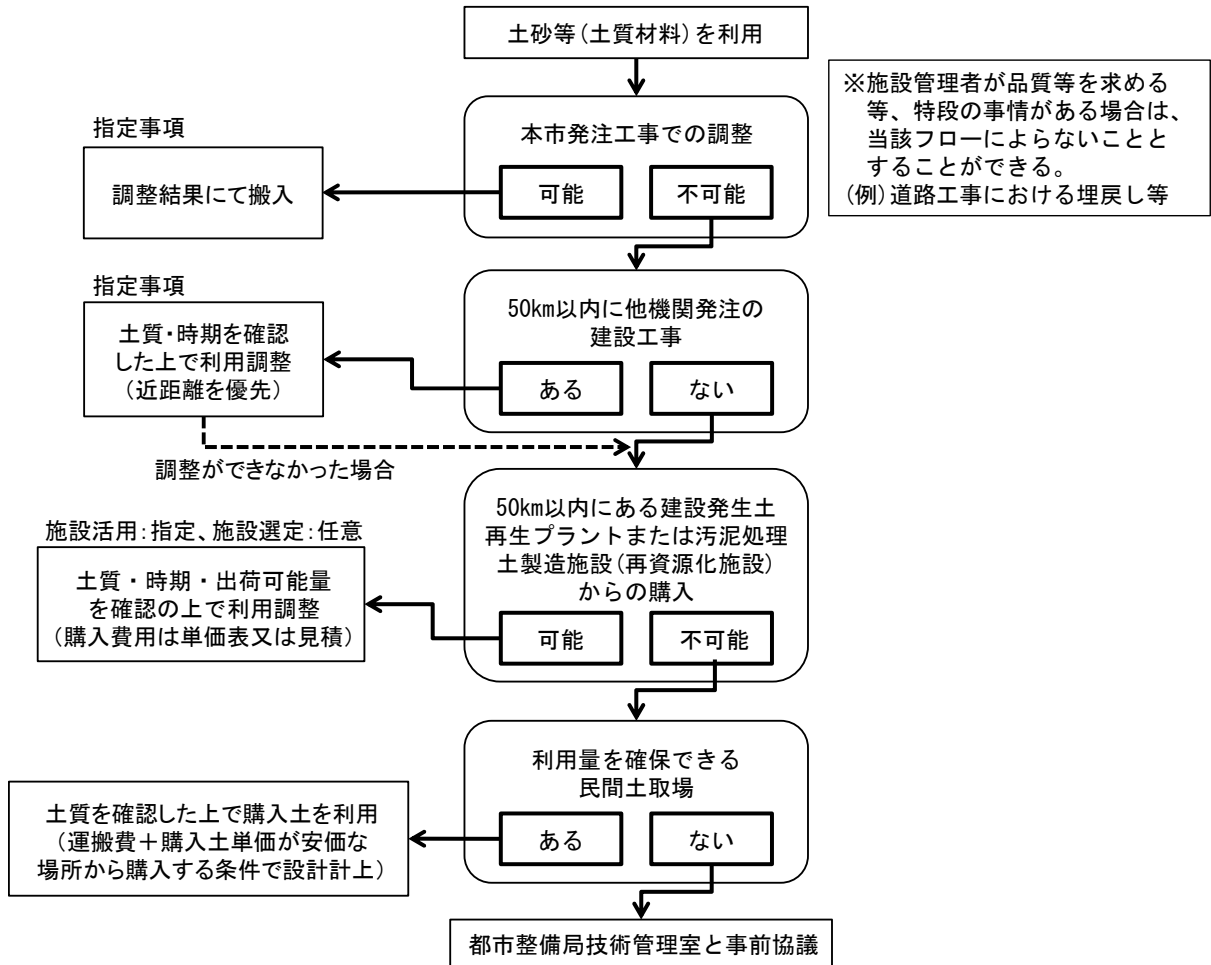 土砂等(土質材料)を利用
※施設管理者が品質等を求める
等、特段の事情がある場合は、
当該フローによらないことと
することができる。
(例)道路工事における埋戻し等
本市発注工事での調整
可能
不可能
指定事項
調整結果にて搬入
50km以内に他機関発注の
建設工事
ある
ない
指定事項
土質・時期を確認
した上で利用調整
(近距離を優先)
調整ができなかった場合
50km以内にある建設発生土
再生プラントまたは汚泥処理
土製造施設(再資源化施設)
からの購入
可能
不可能
施設活用:指定、施設選定:任意
土質・時期・出荷可能量
を確認の上で利用調整
(購入費用は単価表又は見積)
利用量を確保できる
民間土取場
ある
ない
土質を確認した上で購入土を利用
(運搬費+購入土単価が安価な
場所から購入する条件で設計計上)
都市整備局技術管理室と事前協議